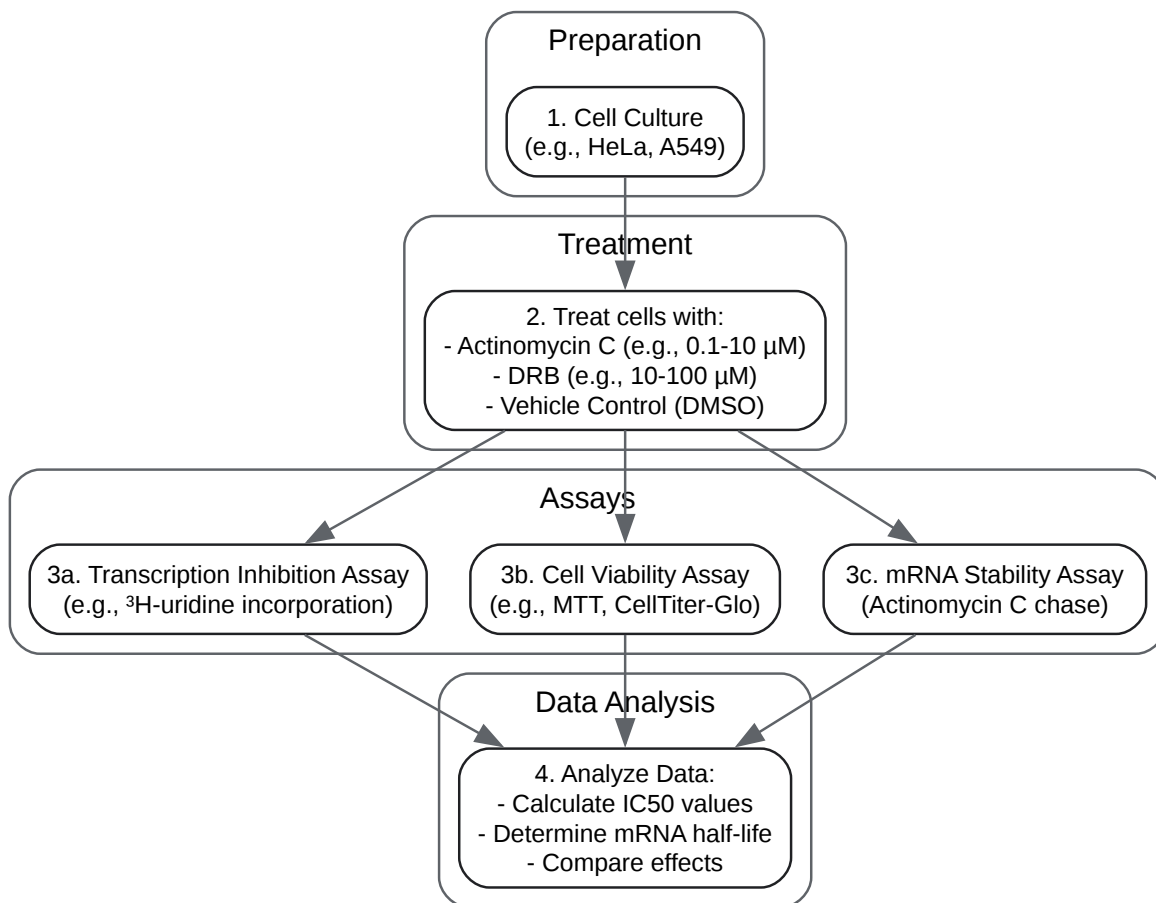 Preparation
1. Cell Culture
(e.g., HeLa, A549)
Treatment
2. Treat cells with:
- Actinomycin C (e.g., 0.1-10 µM)
- DRB (e.g., 10-100 µM)
- Vehicle Control (DMSO)
Assays
3a. Transcription Inhibition Assay
(e.g., ³H-uridine incorporation)
3b. Cell Viability Assay
(e.g., MTT, CellTiter-Glo)
3c. mRNA Stability Assay
(Actinomycin C chase)
Data Analysis
4. Analyze Data:
- Calculate IC50 values
- Determine mRNA half-life
- Compare effects